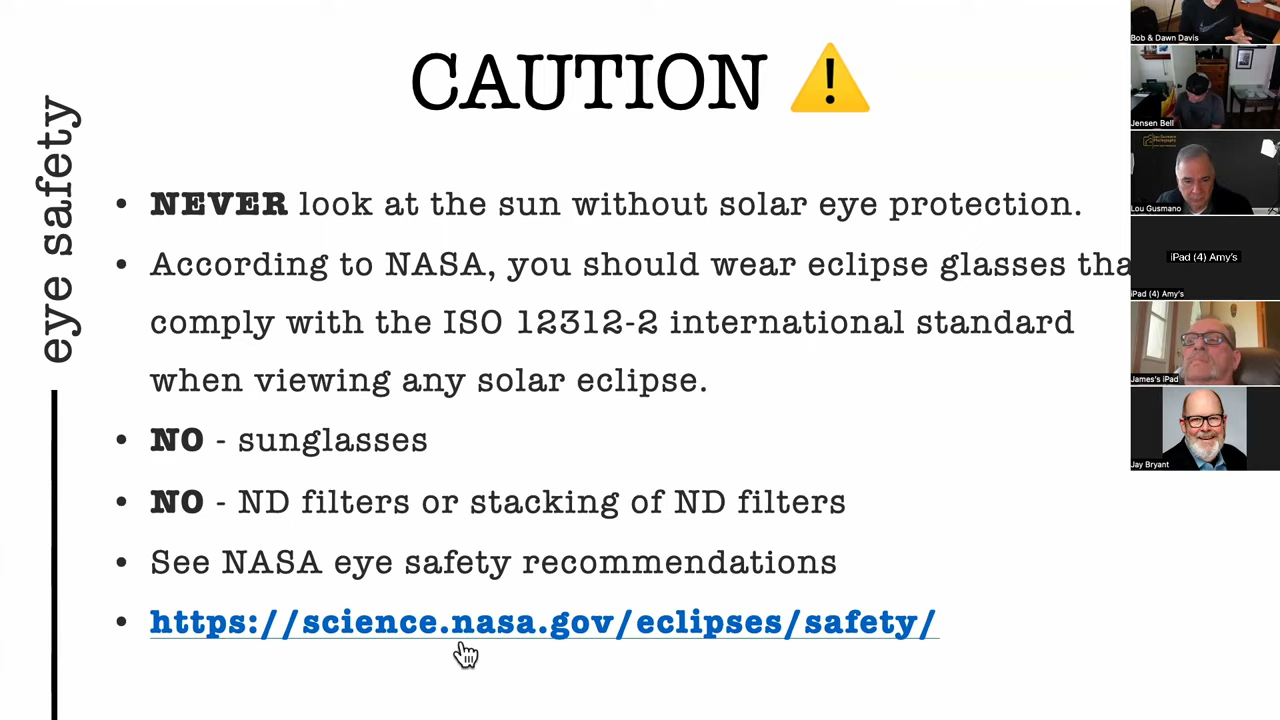 CAUTION
eye safety
• NEVER look at the sun without solar eye protection.
• According to NASA, you should wear eclipse glasses tha
comply with the ISO 12312-2 international standard
when viewing any solar eclipse.
• NO - sunglasses
• NO - ND filters or stacking of ND filters
• See NASA eye safety recommendations
• https://science.nasa.gov/eclipses/safety/
Bob & Dawn Davis
Jensen Bell
Lou Gusmano
iPad (4) Amy's
iPad (4) Amy's
James's iPad
Jay Bryant